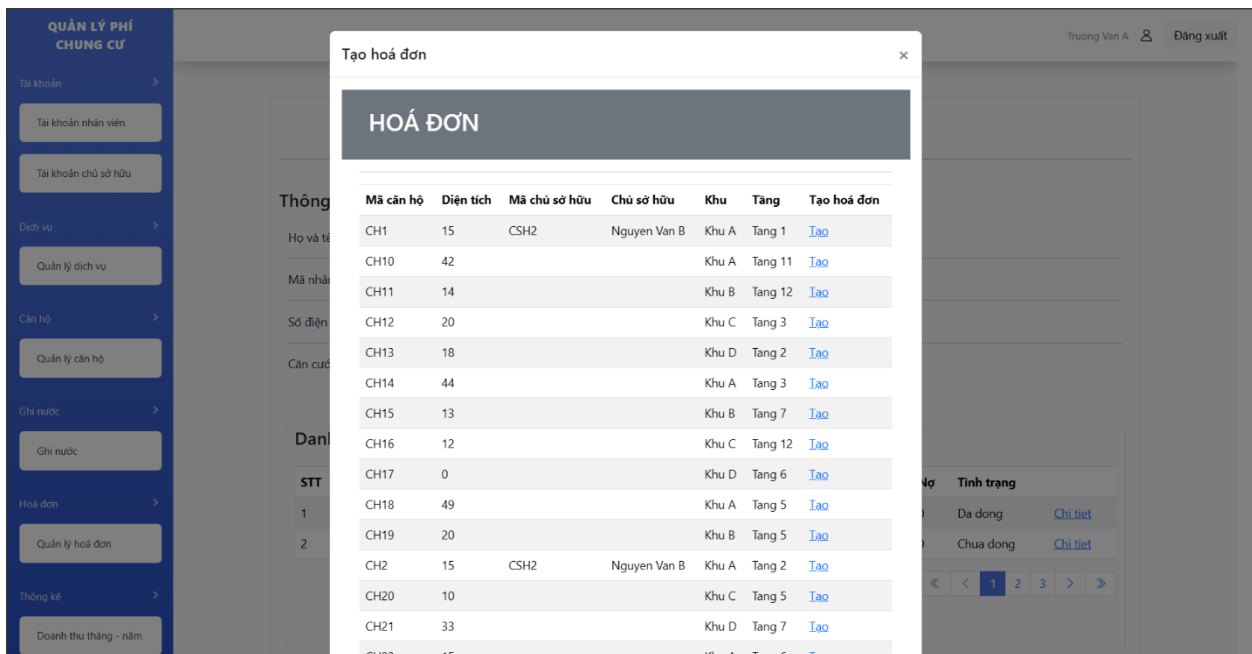 QUẢN LÝ PHÍ
CHUNG CƯ
Truong Van A
Đăng xuất
Tài khoản
Tài khoản nhân viên
Tài khoản chủ sở hữu
Dịch vụ
Quản lý dịch vụ
Căn hộ
Quản lý căn hộ
Ghi nước
Ghi nước
Hoá đơn
Quản lý hoá đơn
Thống kê
Doanh thu tháng - năm
Tạo hoá đơn ×
HOÁ ĐƠN
Mã căn hộ Diện tích Mã chủ sở hữu Chủ sở hữu Khu Tầng Tạo hoá đơn
CH1 15 CSH2 Nguyen Van B Khu A Tang 1 Tạo
CH10 42 Khu A Tang 11 Tạo
CH11 14 Khu B Tang 12 Tạo
CH12 20 Khu C Tang 3 Tạo
CH13 18 Khu D Tang 2 Tạo
CH14 44 Khu A Tang 3 Tạo
CH15 13 Khu B Tang 7 Tạo
CH16 12 Khu C Tang 12 Tạo
CH17 0 Khu D Tang 6 Tạo
CH18 49 Khu A Tang 5 Tạo
CH19 20 Khu B Tang 5 Tạo
CH2 15 CSH2 Nguyen Van B Khu A Tang 2 Tạo
CH20 10 Khu C Tang 5 Tạo
CH21 33 Khu D Tang 7 Tạo
Thông
Họ và tê
Mã nhâ
Số điện
Căn cướ
STT Nợ Tình trạng
1 Da dong Chi tiet
2 Chua dong Chi tiet
« < 1 2 3 > »